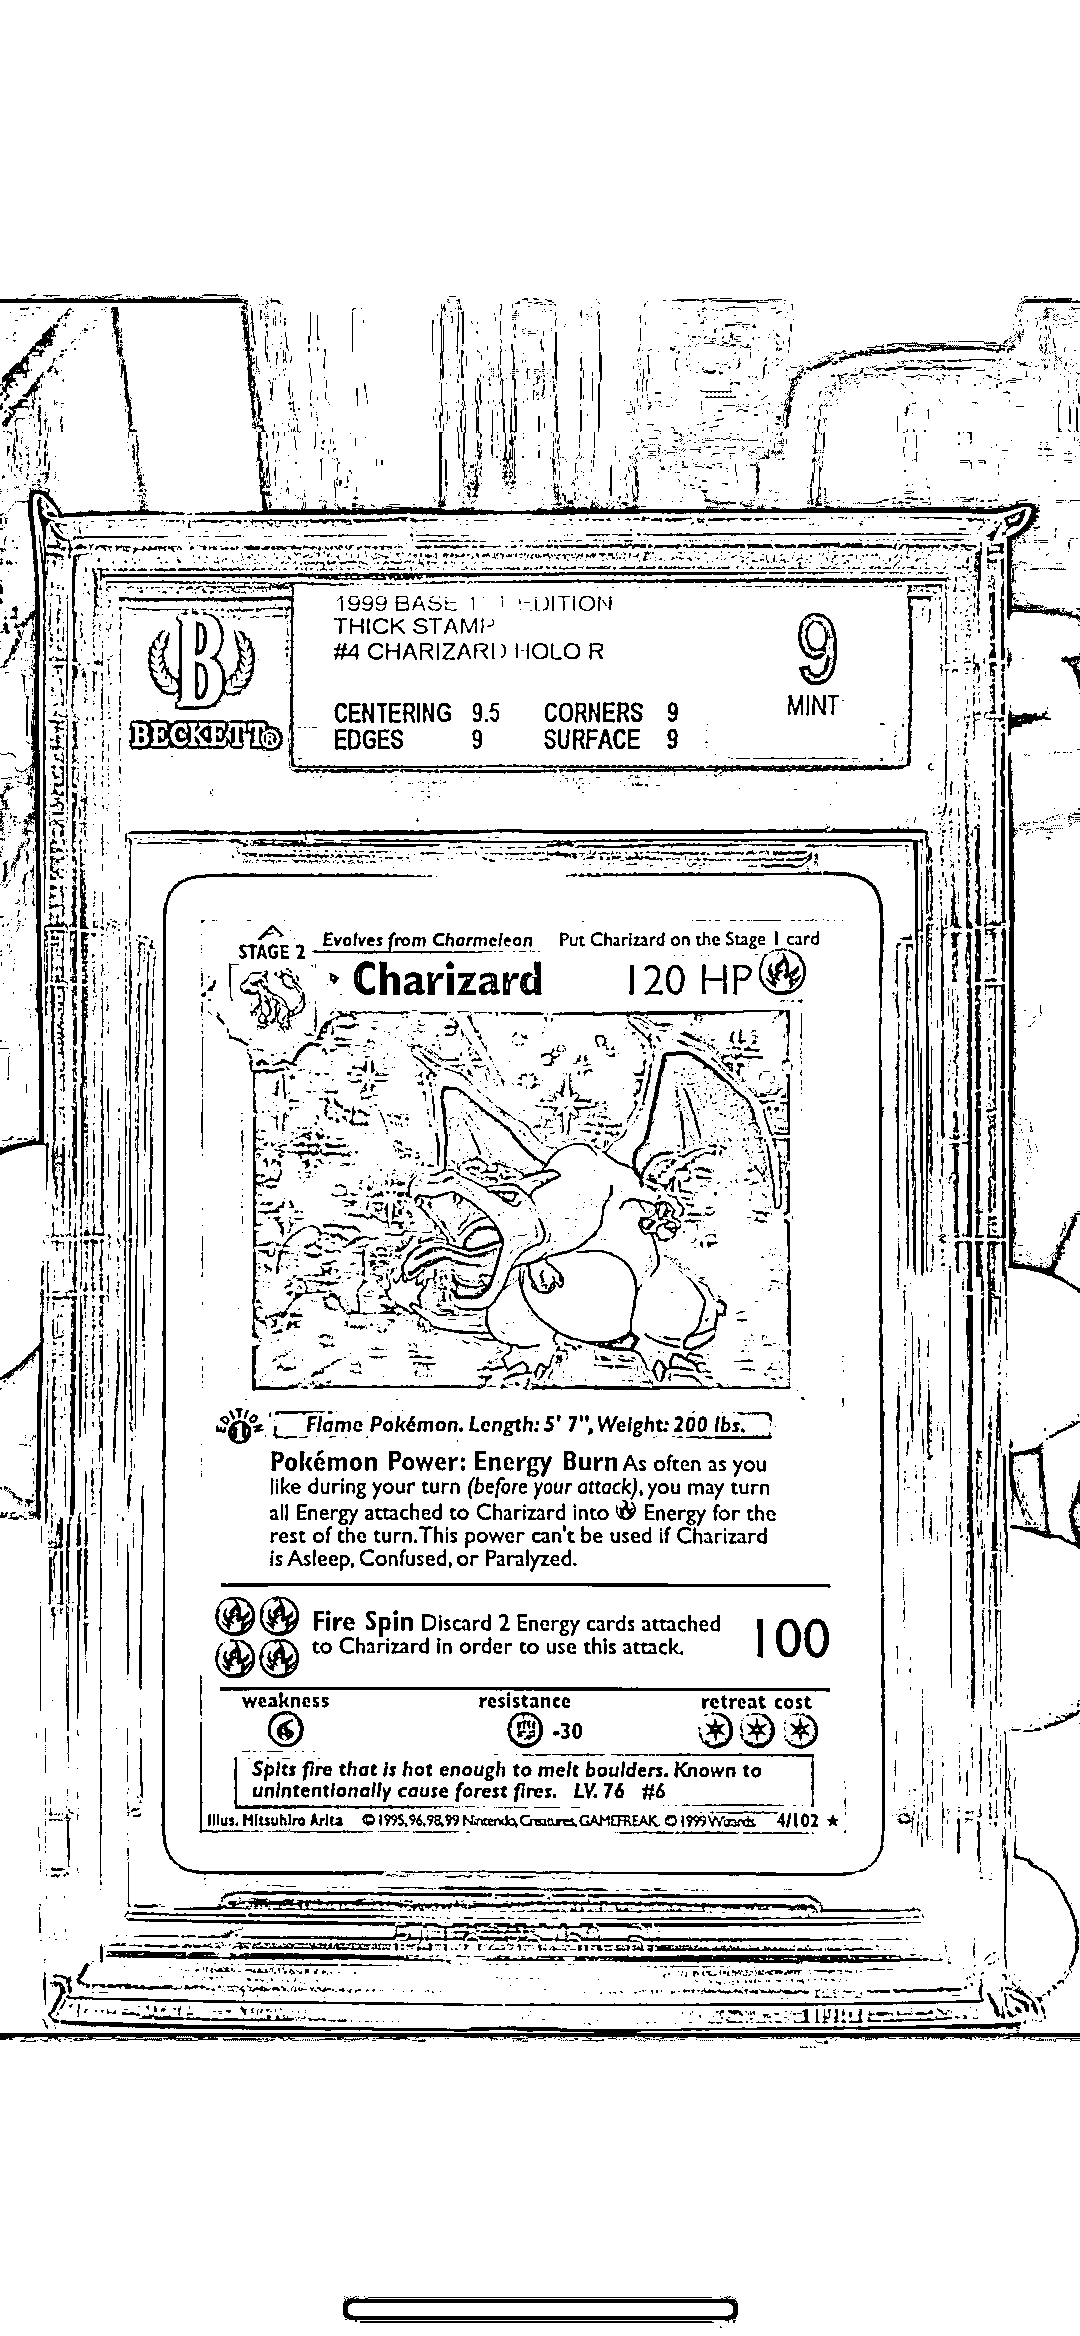 1999 BASE 1 EDITION
THICK STAMP
#4 CHARIZARD HOLO R
9
MINT
CENTERING 9.5 CORNERS 9
EDGES 9 SURFACE 9
B
BECKETT®
STAGE 2 Evolves from Charmeleon Put Charizard on the Stage 1 card
Charizard 120 HP
EDITION 1
Flame Pokémon. Length: 5' 7", Weight: 200 lbs.
Pokémon Power: Energy Burn As often as you
like during your turn (before your attack), you may turn
all Energy attached to Charizard into Energy for the
rest of the turn. This power can't be used if Charizard
is Asleep, Confused, or Paralyzed.
Fire Spin Discard 2 Energy cards attached
to Charizard in order to use this attack.
100
weakness resistance retreat cost
-30
Spits fire that is hot enough to melt boulders. Known to
unintentionally cause forest fires. LV. 76 #6
Illus. Mitsuhiro Arita ©1995, 96, 98, 99 Nintendo, Creatures, GAMEFREAK. ©1999 Wizards. 4/102 ★